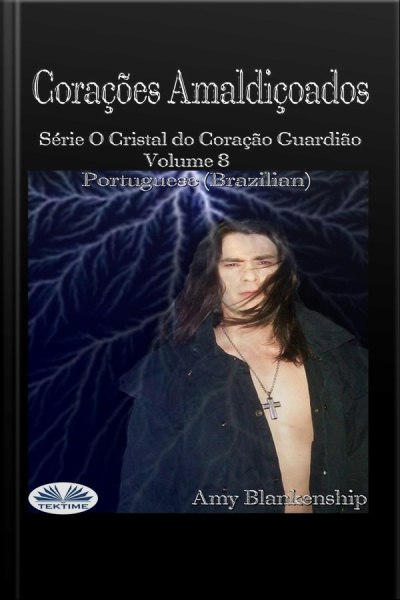 Corações Amaldiçoados
Série O Cristal do Coração Guardião
Volume 8
Portuguese (Brazilian)
Amy Blankenship
TEKTIME